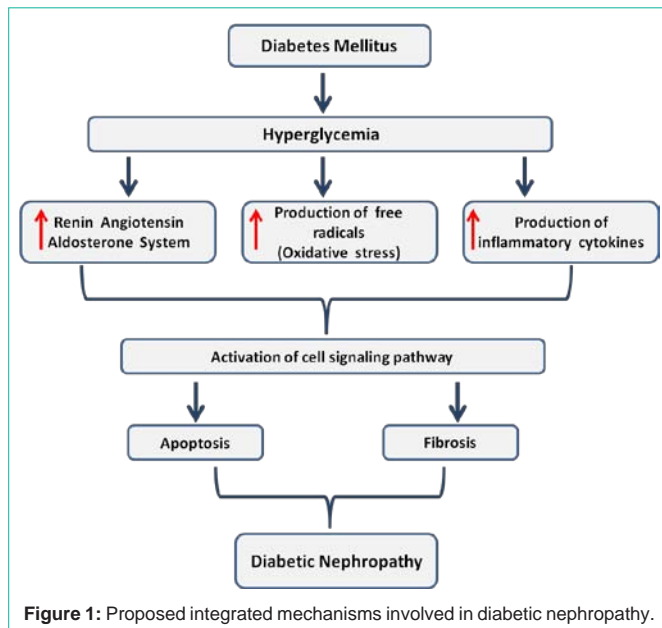 Diabetes Mellitus
Hyperglycemia
Renin Angiotensin
Aldosterone System
Production of free
radicals
(Oxidative stress)
Production of
inflammatory cytokines
Activation of cell signaling pathway
Apoptosis
Fibrosis
Diabetic Nephropathy
Figure 1: Proposed integrated mechanisms involved in diabetic nephropathy.